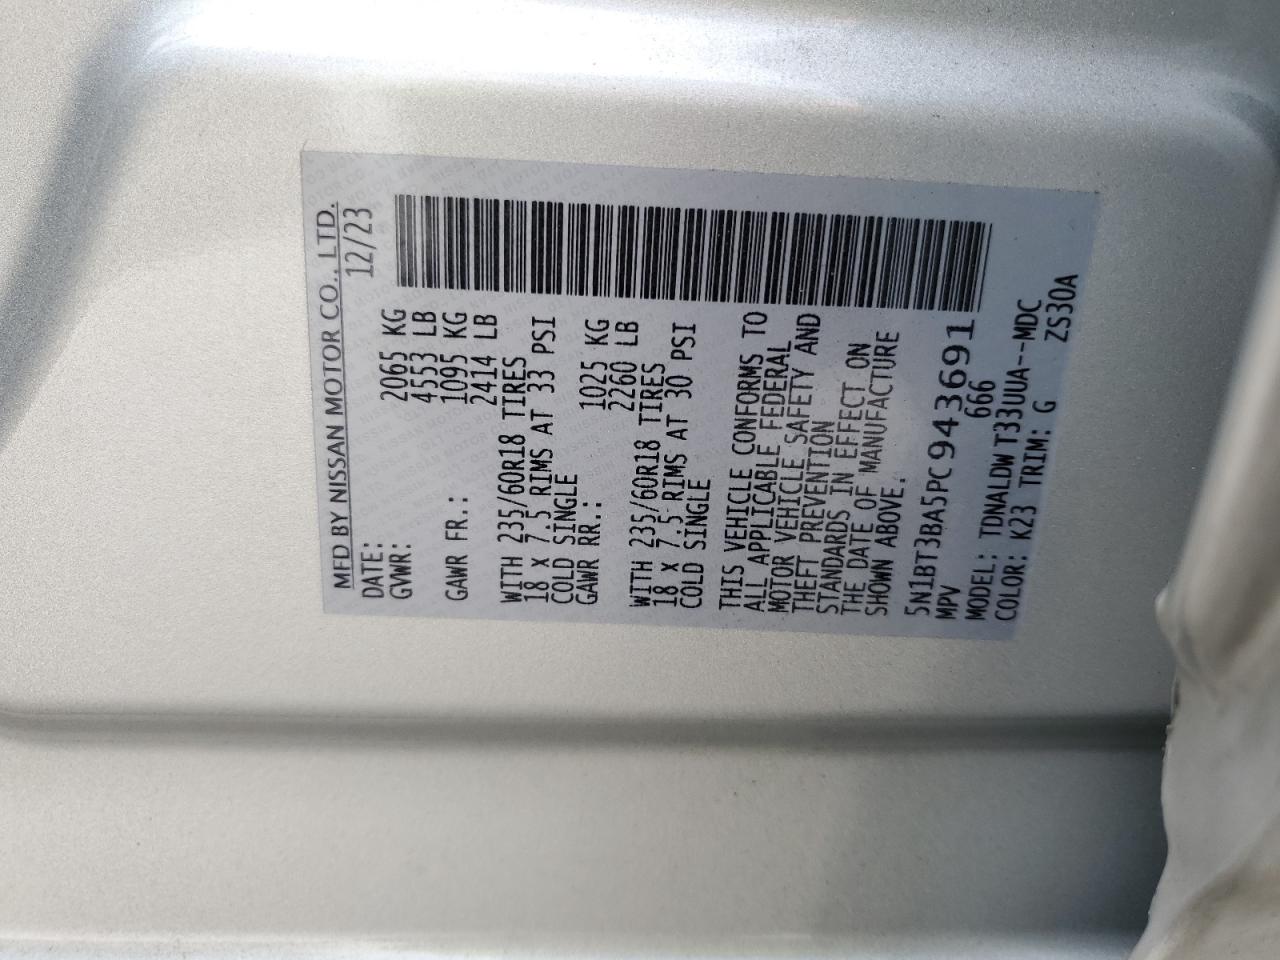 MFD BY NISSAN MOTOR CO., LTD.
DATE: 12/23
GVWR: 2065 KG
4553 LB
GAWR FR.: 1095 KG
2414 LB
WITH 235/60R18 TIRES
18 X 7.5 RIMS AT 33 PSI
COLD SINGLE
GAWR RR.: 1025 KG
2260 LB
WITH 235/60R18 TIRES
18 X 7.5 RIMS AT 30 PSI
COLD SINGLE
THIS VEHICLE CONFORMS TO
ALL APPLICABLE FEDERAL
MOTOR VEHICLE SAFETY AND
THEFT PREVENTION
STANDARDS IN EFFECT ON
THE DATE OF MANUFACTURE
SHOWN ABOVE.
5N1BT3BA5PC943691
MPV 666
MODEL: TDNALDW T33UUA--MDC
COLOR: K23 TRIM: G ZS30A